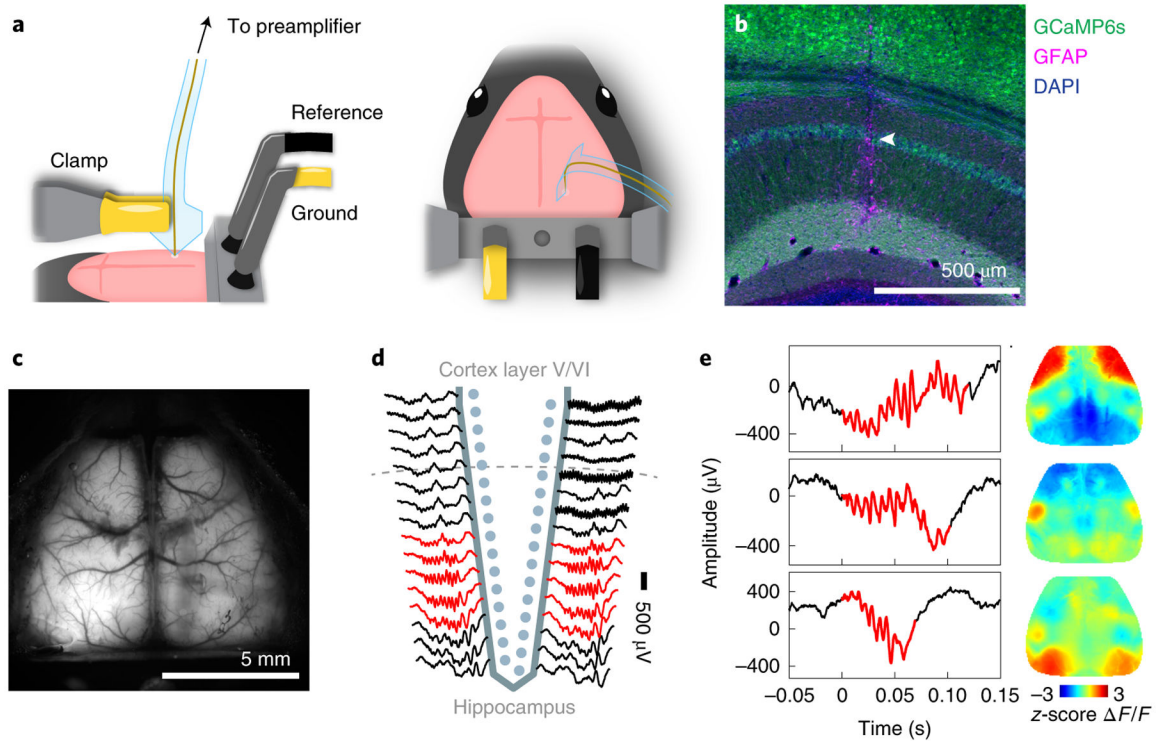 a
To preamplifier
Reference
Clamp
Ground
b
GCaMP6s
GFAP
DAPI
500 μm
c
5 mm
d
Cortex layer V/VI
500 μV
Hippocampus
e
Amplitude (μV)
0
–400
0
–400
400
0
–400
–0.05
0
0.05
0.10
0.15
Time (s)
–3
3
z-score ΔF/F